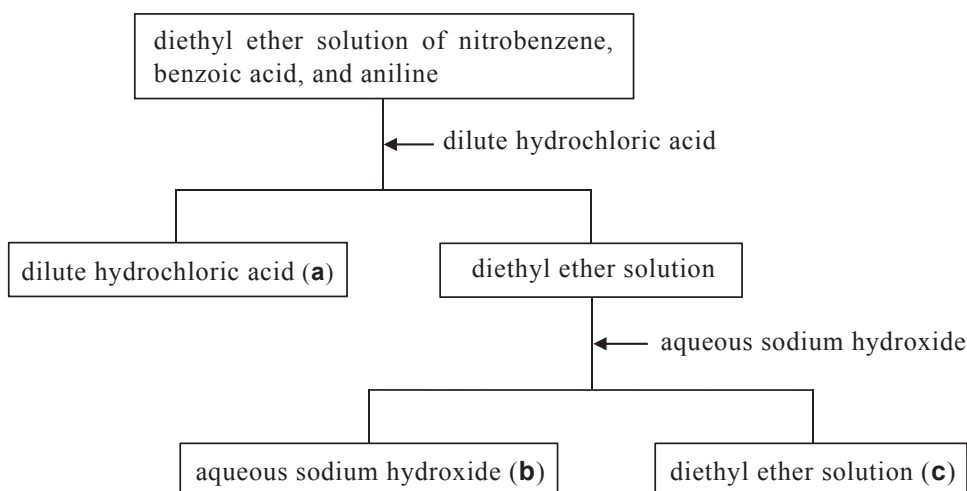 diethyl ether solution of nitrobenzene,
benzoic acid, and aniline
dilute hydrochloric acid
dilute hydrochloric acid (a)
diethyl ether solution
aqueous sodium hydroxide
aqueous sodium hydroxide (b)
diethyl ether solution (c)